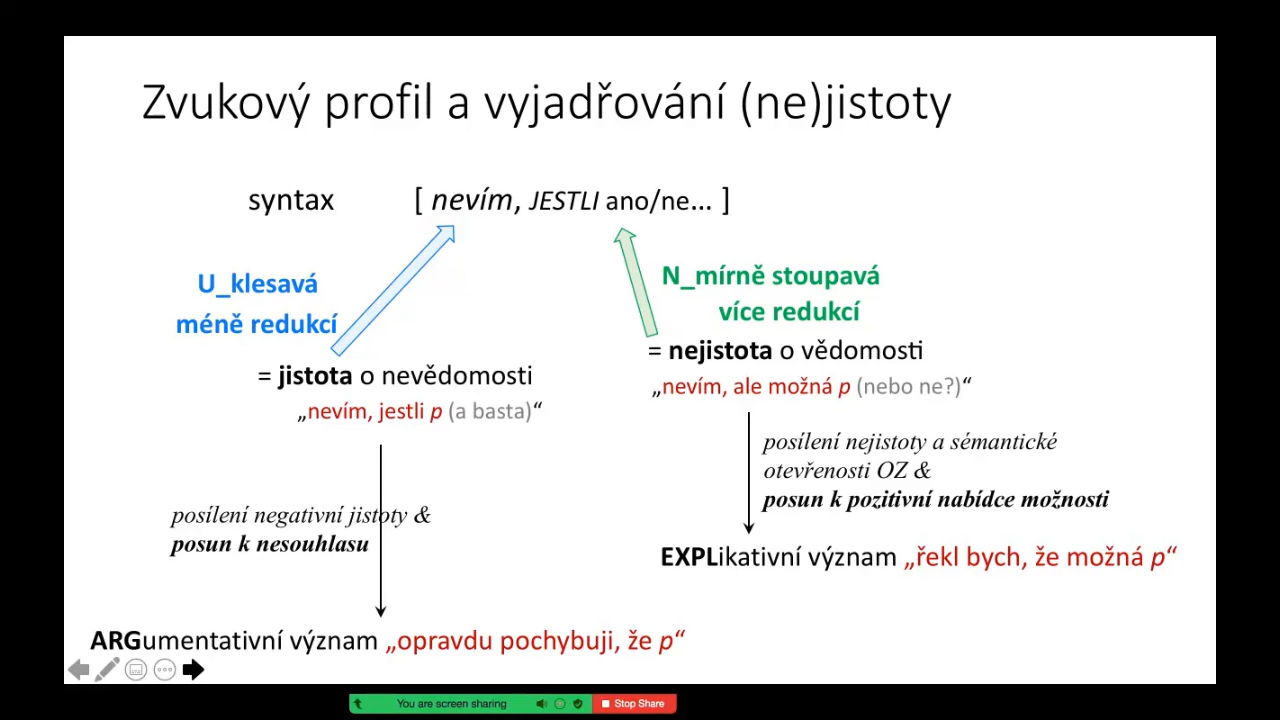 Zvukový profil a vyjadřování (ne)jistoty
syntax [ nevím, JESTLI ano/ne... ]
U_klesavá
méně redukcí
= jistota o nevědomosti
„nevím, jestli p (a basta)“
posílení negativní jistoty &
posun k nesouhlasu
ARGumentativní význam „opravdu pochybuji, že p“
N_mírně stoupavá
více redukcí
= nejistota o vědomosti
„nevím, ale možná p (nebo ne?)“
posílení nejistoty a sémantické
otevřenosti OZ &
posun k pozitivní nabídce možnosti
EXPLikativní význam „řekl bych, že možná p“
You are screen sharing
Stop Share